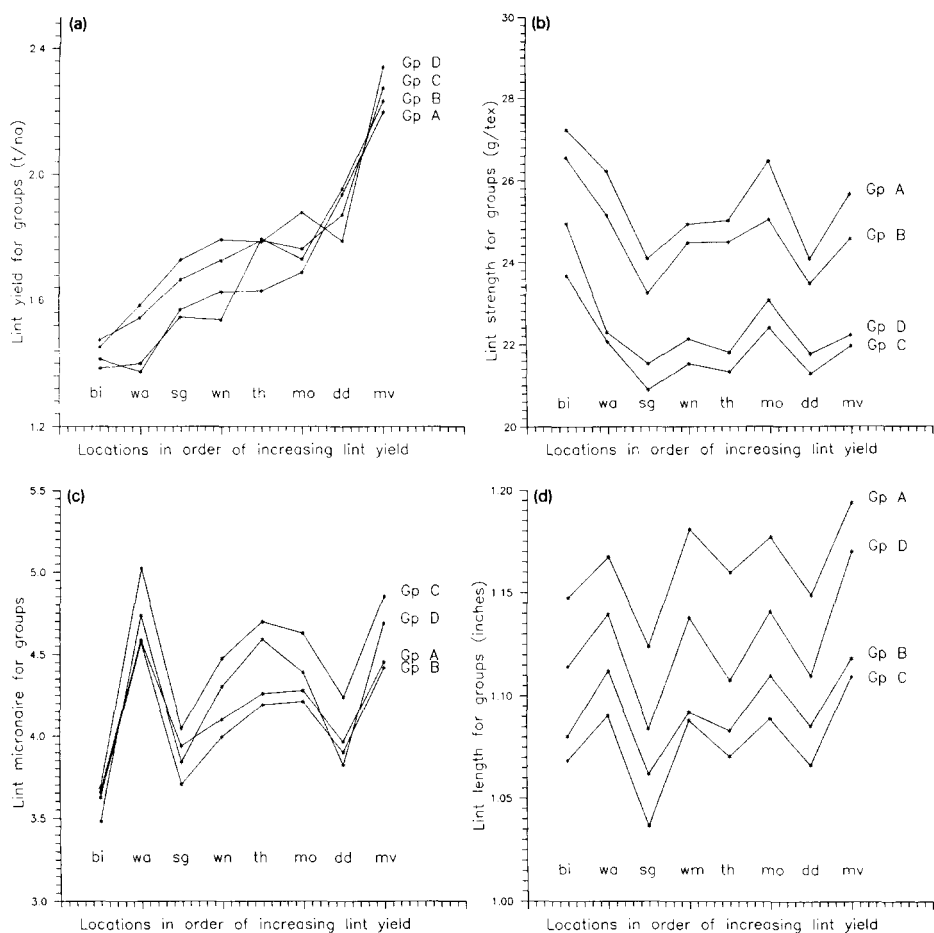 (a)
2.4
2.0
1.6
1.2
Lint yield for groups (t/na)
Gp D
Gp C
Gp B
Gp A
bi wa sg wn th mo dd mv
Locations in order of increasing lint yield
(b)
30
28
26
24
22
20
Lint strength for groups (g/tex)
Gp A
Gp B
Gp D
Gp C
bi wa sg wn th mo dd mv
Locations in order of increasing lint yield
(c)
5.5
5.0
4.5
4.0
3.5
3.0
Lint micronaire for groups
Gp C
Gp D
Gp A
Gp B
bi wa sg wn th mo dd mv
Locations in order of increasing lint yield
(d)
1.20
1.15
1.10
1.05
1.00
Lint length for groups (inches)
Gp A
Gp D
Gp B
Gp C
bi wa sg wm th mo dd mv
Locations in order of increasing lint yield